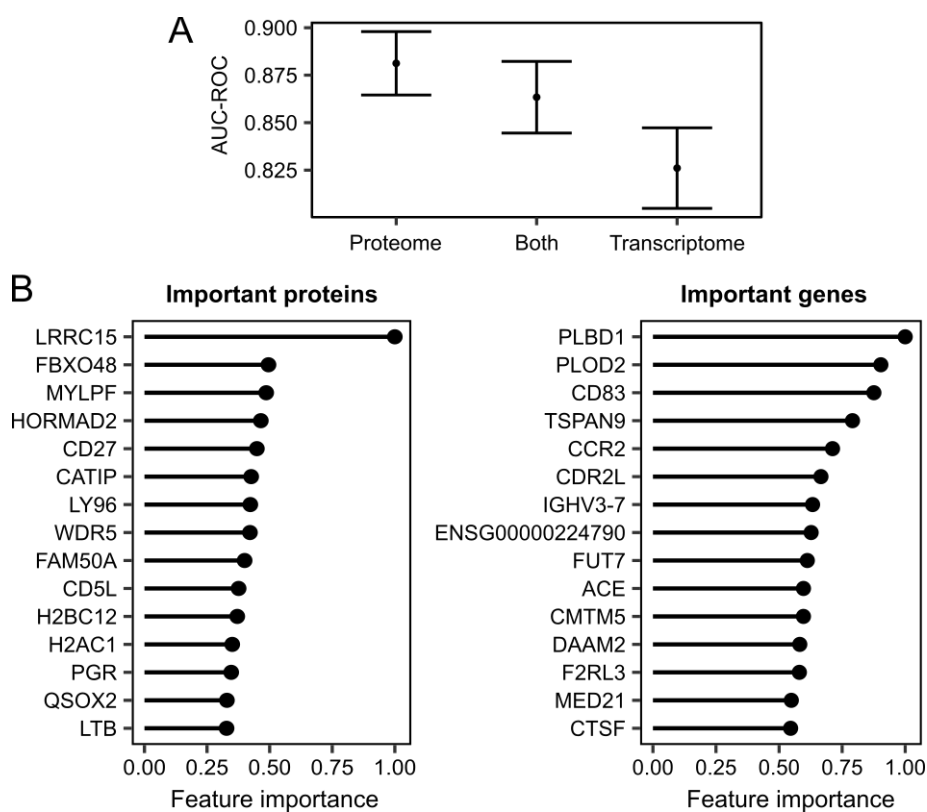 A
AUC-ROC
0.900
0.875
0.850
0.825
Proteome Both Transcriptome
B
Important proteins
LRRC15
FBXO48
MYLPF
HORMAD2
CD27
CATIP
LY96
WDR5
FAM50A
CD5L
H2BC12
H2AC1
PGR
QSOX2
LTB
0.00 0.25 0.50 0.75 1.00
Feature importance
Important genes
PLBD1
PLOD2
CD83
TSPAN9
CCR2
CDR2L
IGHV3-7
ENSG00000224790
FUT7
ACE
CMTM5
DAAM2
F2RL3
MED21
CTSF
0.00 0.25 0.50 0.75 1.00
Feature importance